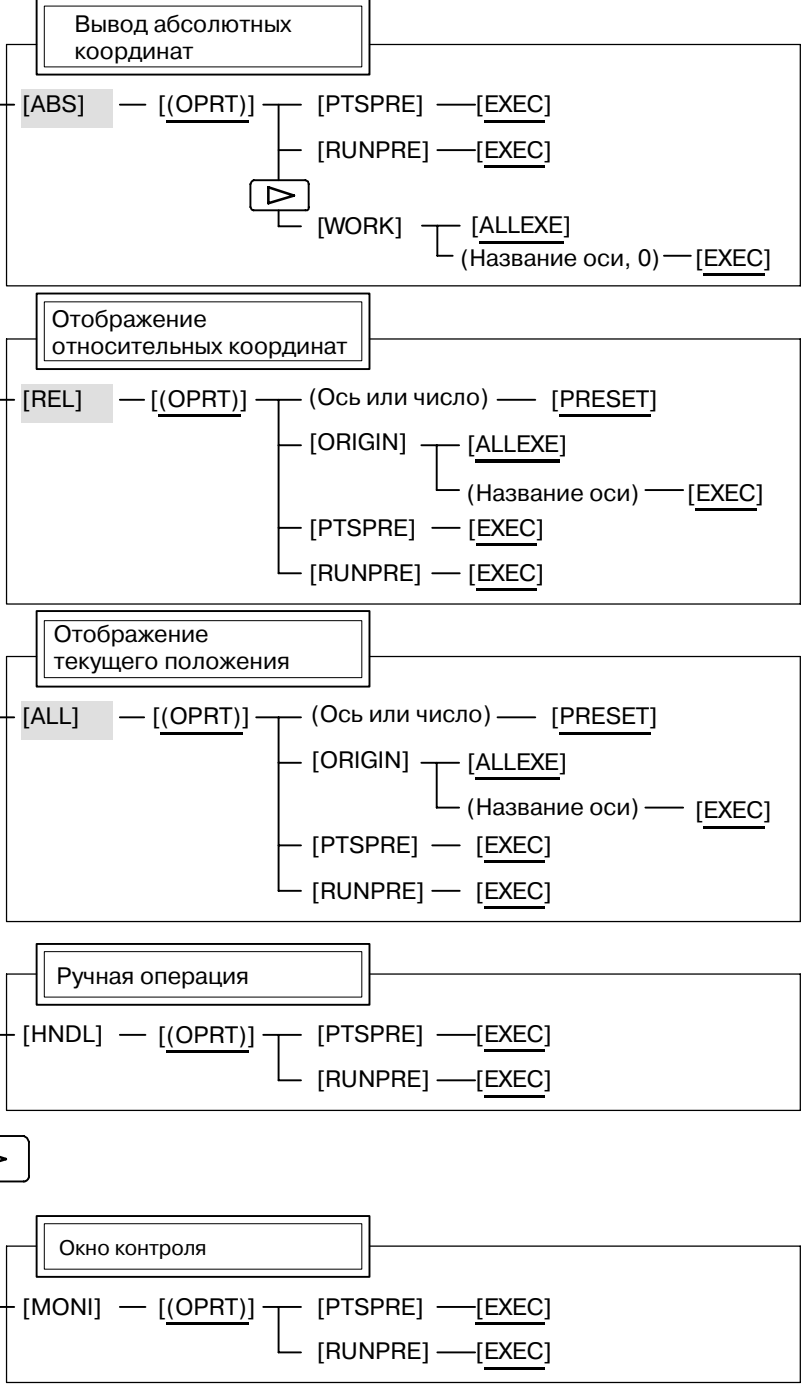 Вывод абсолютных
координат
[ABS] [(OPRT)] [PTSPRE] [EXEC]
[RUNPRE] [EXEC]
[WORK] [ALLEXE]
(Название оси, 0) [EXEC]
Отображение
относительных координат
[REL] [(OPRT)] (Ось или число) [PRESET]
[ORIGIN] [ALLEXE]
(Название оси) [EXEC]
[PTSPRE] [EXEC]
[RUNPRE] [EXEC]
Отображение
текущего положения
[ALL] [(OPRT)] (Ось или число) [PRESET]
[ORIGIN] [ALLEXE]
(Название оси) [EXEC]
[PTSPRE] [EXEC]
[RUNPRE] [EXEC]
Ручная операция
[HNDL] [(OPRT)] [PTSPRE] [EXEC]
[RUNPRE] [EXEC]
Окно контроля
[MONI] [(OPRT)] [PTSPRE] [EXEC]
[RUNPRE] [EXEC]